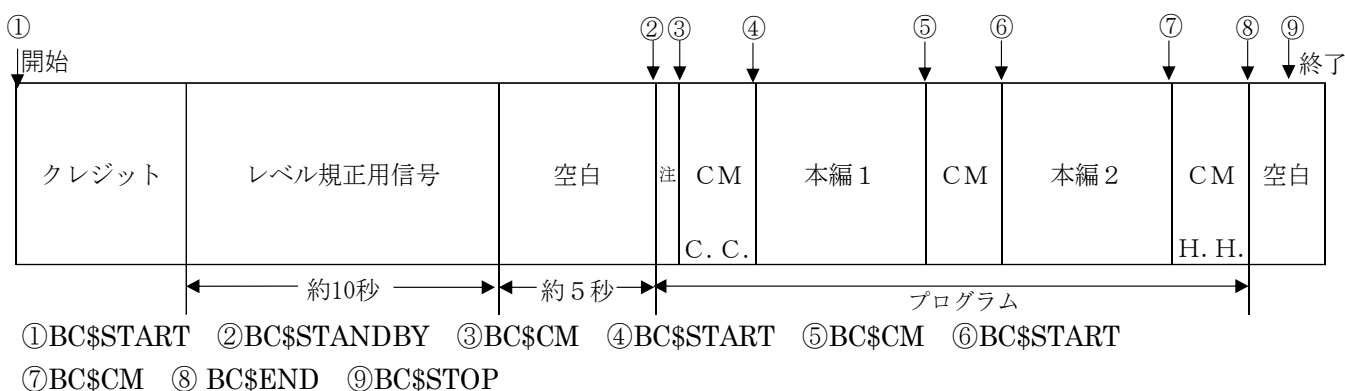 ① ②③ ④ ⑤ ⑥ ⑦ ⑧ ⑨
開始 終了
クレジット レベル規正用信号 空白 注 CM 本編1 CM 本編2 CM 空白
C.C. H.H.
約10秒 約5秒 プログラム
①BC$START ②BC$STANDBY ③BC$CM ④BC$START ⑤BC$CM ⑥BC$START
⑦BC$CM ⑧ BC$END ⑨BC$STOP